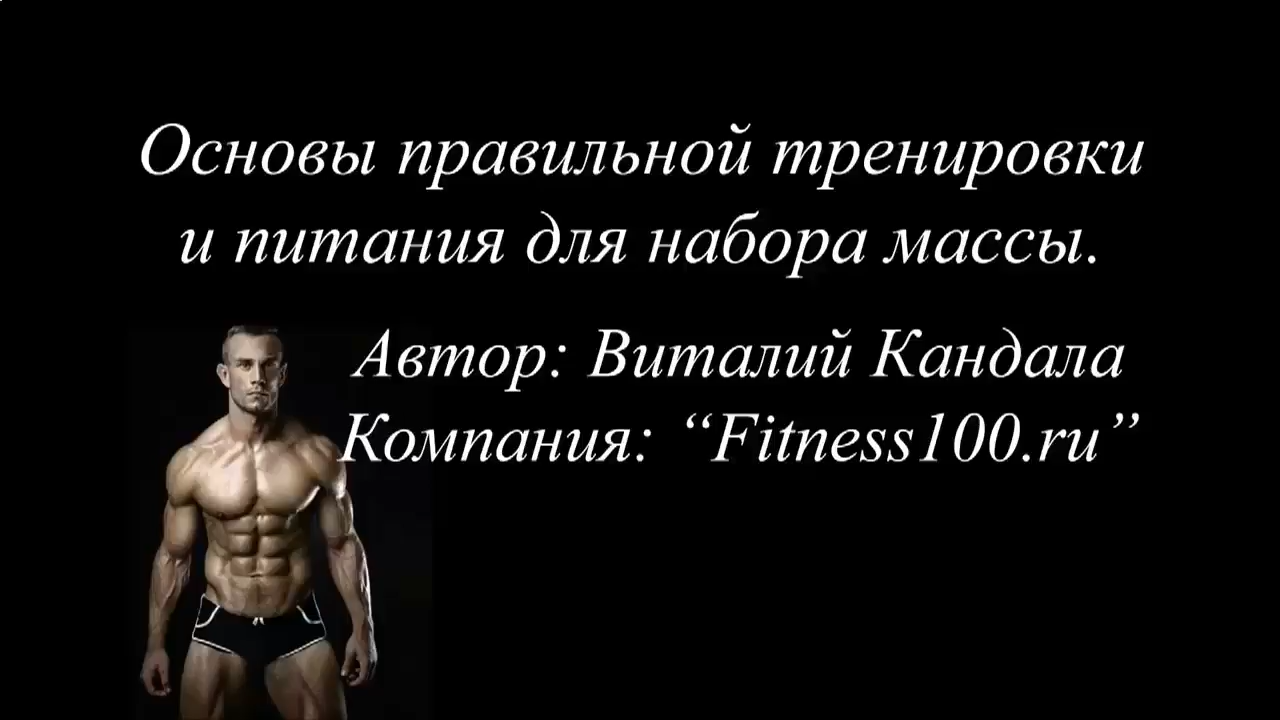 Основы правильной тренировки
и питания для набора массы.
Автор: Виталий Кандала
Компания: “Fitness100.ru”